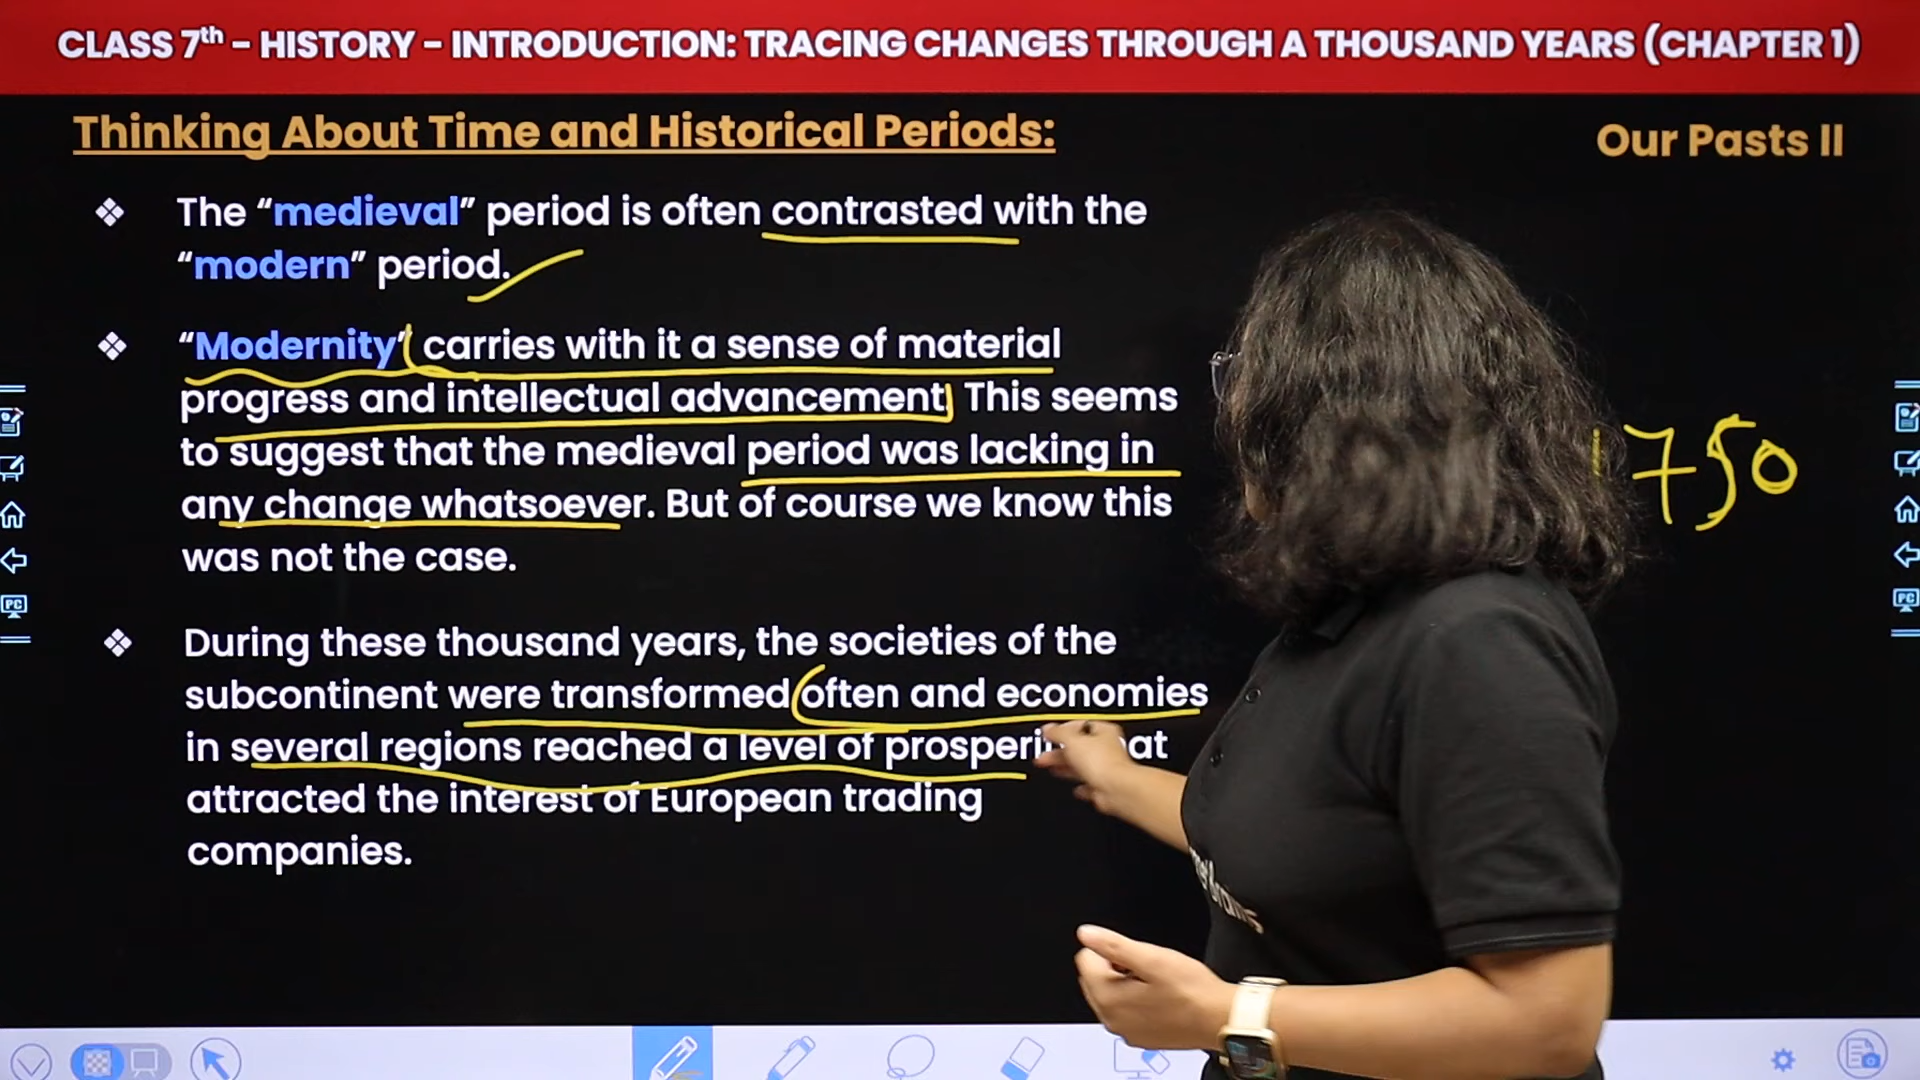 CLASS 7th – HISTORY – INTRODUCTION: TRACING CHANGES THROUGH A THOUSAND YEARS (CHAPTER 1)
Thinking About Time and Historical Periods:
Our Pasts II
❖ The “medieval” period is often contrasted with the
“modern” period.
❖ “Modernity” carries with it a sense of material
progress and intellectual advancement. This seems
to suggest that the medieval period was lacking in
any change whatsoever. But of course we know this
was not the case.
1750
❖ During these thousand years, the societies of the
subcontinent were transformed often and economies
in several regions reached a level of
attracted the interest of European trading
companies.
PC
PC